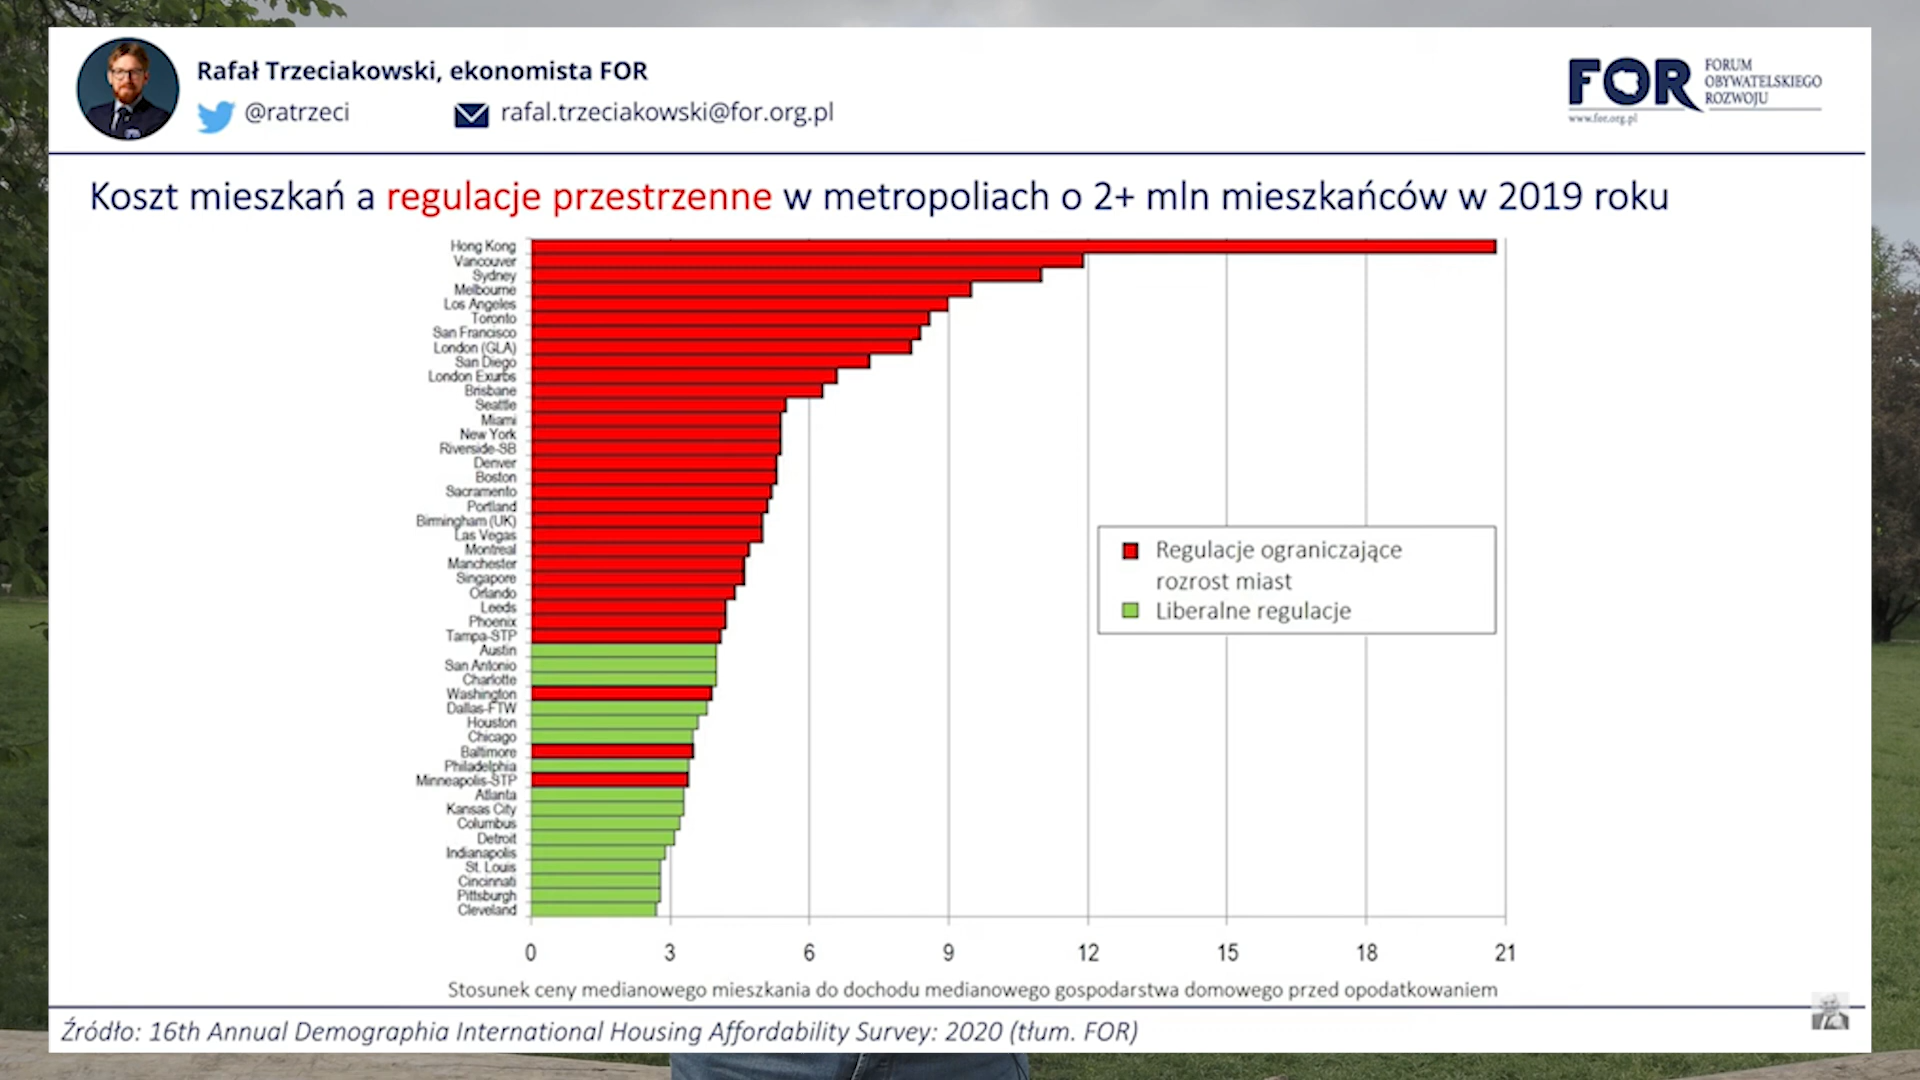 Rafał Trzeciakowski, ekonomista FOR
@ratrzeci
rafal.trzeciakowski@for.org.pl
FOR
FORUM
OBYWATELSKIEGO
ROZWOJU
www.for.org.pl
Koszt mieszkań a regulacje przestrzenne w metropoliach o 2+ mln mieszkańców w 2019 roku
Hong Kong
Vancouver
Sydney
Melbourne
Los Angeles
Toronto
San Francisco
London (GLA)
San Diego
London Exurbs
Brisbane
Seattle
Miami
New York
Riverside-SB
Denver
Boston
Sacramento
Portland
Birmingham (UK)
Las Vegas
Montreal
Manchester
Singapore
Orlando
Leeds
Phoenix
Tampa-STP
Austin
San Antonio
Charlotte
Washington
Dallas-FTW
Houston
Chicago
Baltimore
Philadelphia
Minneapolis-STP
Atlanta
Kansas City
Columbus
Detroit
Indianapolis
St. Louis
Cincinnati
Pittsburgh
Cleveland
Regulacje ograniczające
rozrost miast
Liberalne regulacje
0 3 6 9 12 15 18 21
Stosunek ceny medianowego mieszkania do dochodu medianowego gospodarstwa domowego przed opodatkowaniem
Źródło: 16th Annual Demographia International Housing Affordability Survey: 2020 (tłum. FOR)